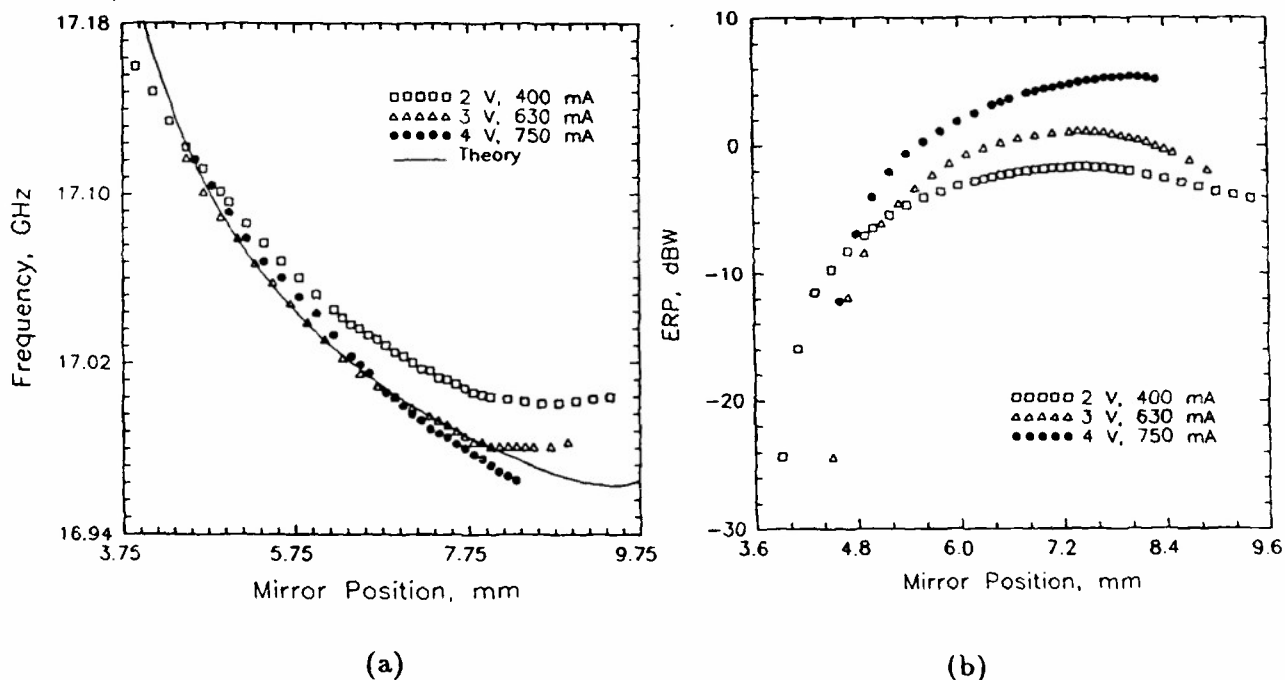 17.18
17.10
17.02
16.94
3.75
5.75
7.75
9.75
Frequency, GHz
Mirror Position, mm
2 V, 400 mA
3 V, 630 mA
4 V, 750 mA
Theory
(a)
10
0
−10
−20
−30
3.6
4.8
6.0
7.2
8.4
9.6
ERP, dBW
Mirror Position, mm
2 V, 400 mA
3 V, 630 mA
4 V, 750 mA
(b)